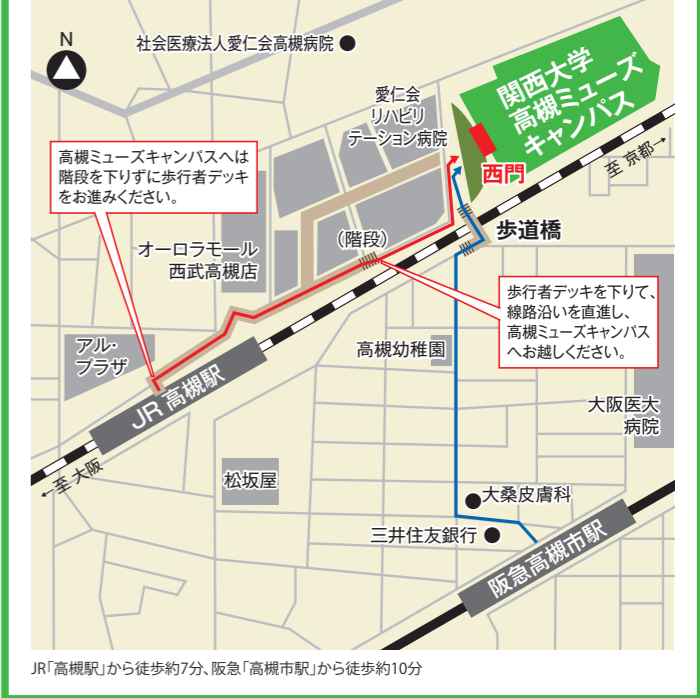 N
社会医療法人愛仁会高槻病院
関西大学
高槻ミューズ
キャンパス
愛仁会
リハビリ
テーション病院
至 京都→
西門
高槻ミューズキャンパスへは
階段を下りずに歩行者デッキ
をお進みください。
歩道橋
(階段)
オーロラモール
西武高槻店
歩行者デッキを下りて、
線路沿いを直進し、
高槻ミューズキャンパス
へお越しください。
アル・
プラザ
高槻幼稚園
JR 高槻駅
大阪医大
病院
←至 大阪
松坂屋
大桑皮膚科
三井住友銀行
阪急高槻市駅
JR「高槻駅」から徒歩約7分、阪急「高槻市駅」から徒歩約10分